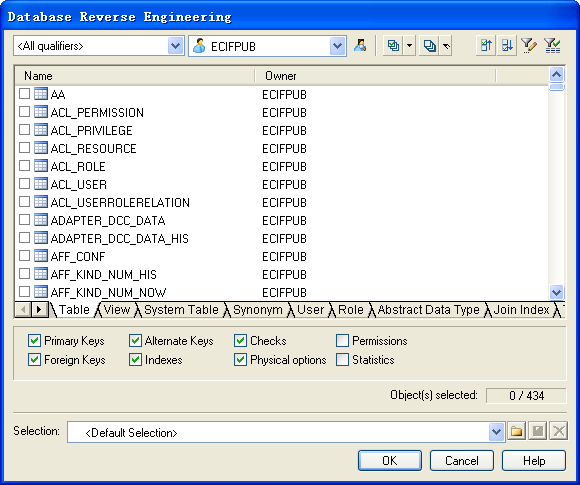 Database Reverse Engineering
<All qualifiers> ECIFPUB
Name Owner
AA ECIFPUB
ACL_PERMISSION ECIFPUB
ACL_PRIVILEGE ECIFPUB
ACL_RESOURCE ECIFPUB
ACL_ROLE ECIFPUB
ACL_USER ECIFPUB
ACL_USERROLERELATION ECIFPUB
ADAPTER_DCC_DATA ECIFPUB
ADAPTER_DCC_DATA_HIS ECIFPUB
AFF_CONF ECIFPUB
AFF_KIND_NUM_HIS ECIFPUB
AFF_KIND_NUM_NOW ECIFPUB
Table View System Table Synonym User Role Abstract Data Type Join Index
Primary Keys Alternate Keys Checks Permissions
Foreign Keys Indexes Physical options Statistics
Object(s) selected: 0 / 434
Selection: <Default Selection>
OK Cancel Help